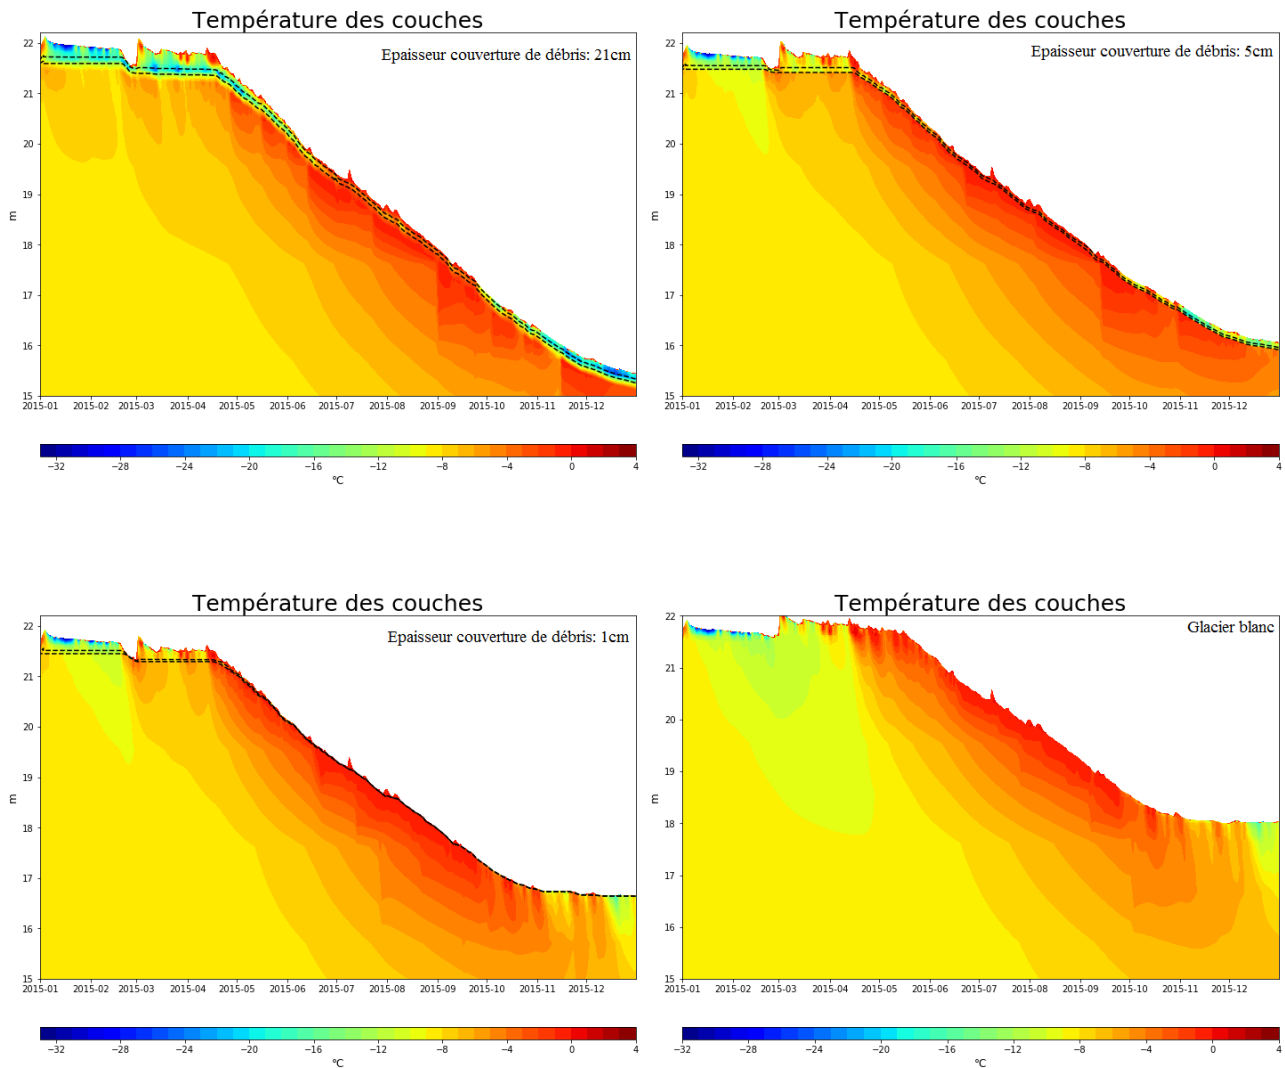 Température des couches
Epaisseur couverture de débris: 21cm
22
21
20
19
18
17
16
15
m
2015-01 2015-02 2015-03 2015-04 2015-05 2015-06 2015-07 2015-08 2015-09 2015-10 2015-11 2015-12
−32 −28 −24 −20 −16 −12 −8 −4 0 4
°C
Température des couches
Epaisseur couverture de débris: 5cm
22
21
20
19
18
17
16
15
m
2015-01 2015-02 2015-03 2015-04 2015-05 2015-06 2015-07 2015-08 2015-09 2015-10 2015-11 2015-12
−32 −28 −24 −20 −16 −12 −8 −4 0 4
°C
Température des couches
Epaisseur couverture de débris: 1cm
22
21
20
19
18
17
16
15
m
2015-01 2015-02 2015-03 2015-04 2015-05 2015-06 2015-07 2015-08 2015-09 2015-10 2015-11 2015-12
−32 −28 −24 −20 −16 −12 −8 −4 0 4
°C
Température des couches
Glacier blanc
22
21
20
19
18
17
16
15
m
2015-01 2015-02 2015-03 2015-04 2015-05 2015-06 2015-07 2015-08 2015-09 2015-10 2015-11 2015-12
−32 −28 −24 −20 −16 −12 −8 −4 0 4
°C